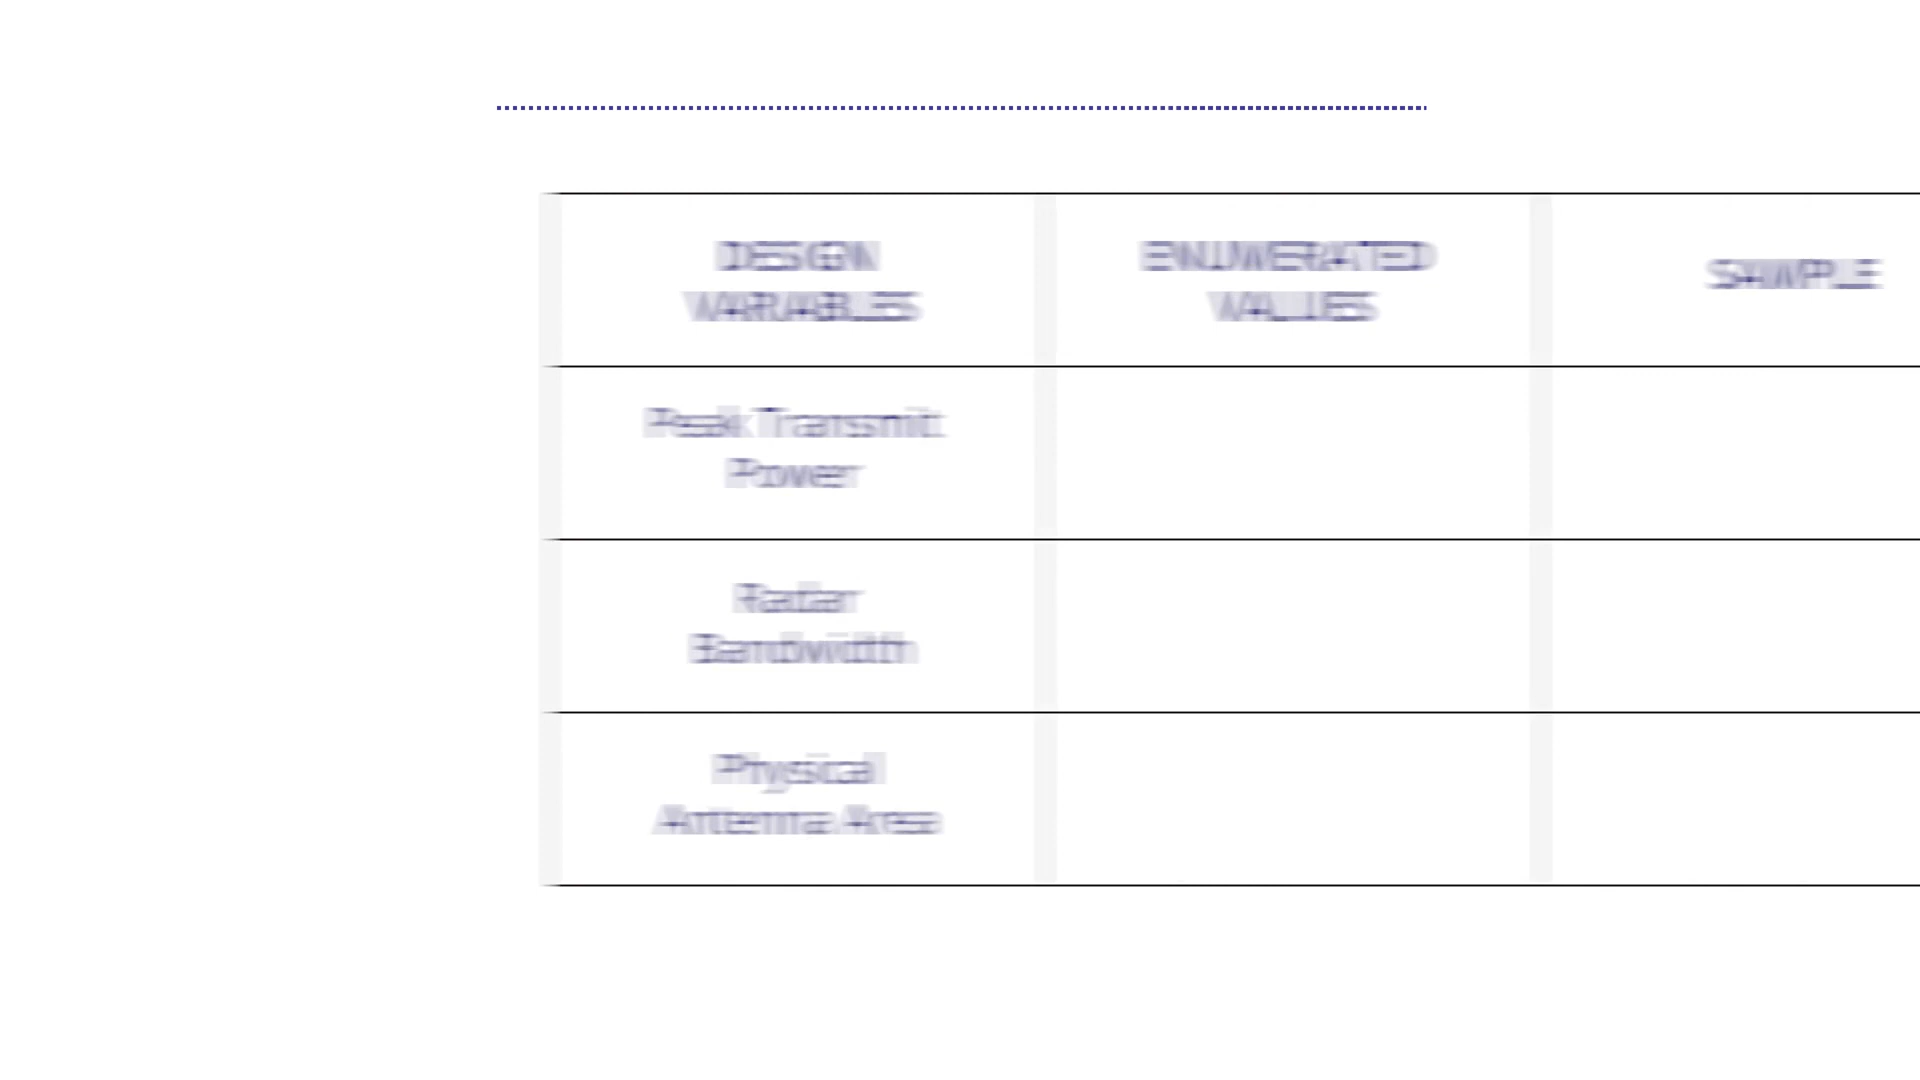 DESIGN
VARIABLES
ENUMERATED
VALUES
SAMPLE
Peak Transmit
Power
Radar
Bandwidth
Physical
Antenna Area